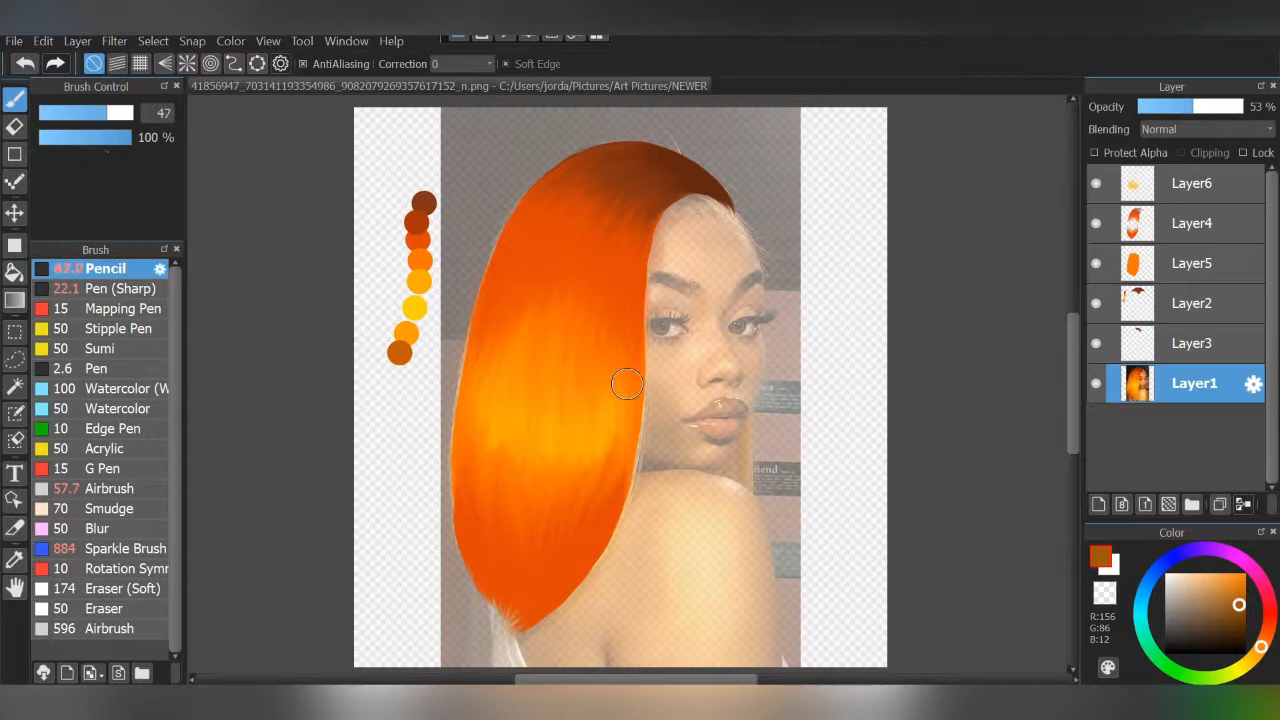 File Edit Layer Filter Select Snap Color View Tool Window Help
AntiAliasing Correction 0 Soft Edge
Brush Control
41856947_703141193354986_9082079269357617152_n.png - C:/Users/jorda/Pictures/Art Pictures/NEWER
47
100 %
Brush
Pencil
22.1 Pen (Sharp)
15 Mapping Pen
50 Stipple Pen
50 Sumi
2.6 Pen
100 Watercolor (W
50 Watercolor
10 Edge Pen
50 Acrylic
15 G Pen
57.7 Airbrush
70 Smudge
50 Blur
884 Sparkle Brush
10 Rotation Symr
174 Eraser (Soft)
50 Eraser
596 Airbrush
Layer
Opacity 53 %
Blending Normal
Protect Alpha Clipping Lock
Layer6
Layer4
Layer5
Layer2
Layer3
Layer1
Color
R:156
G:86
B:12